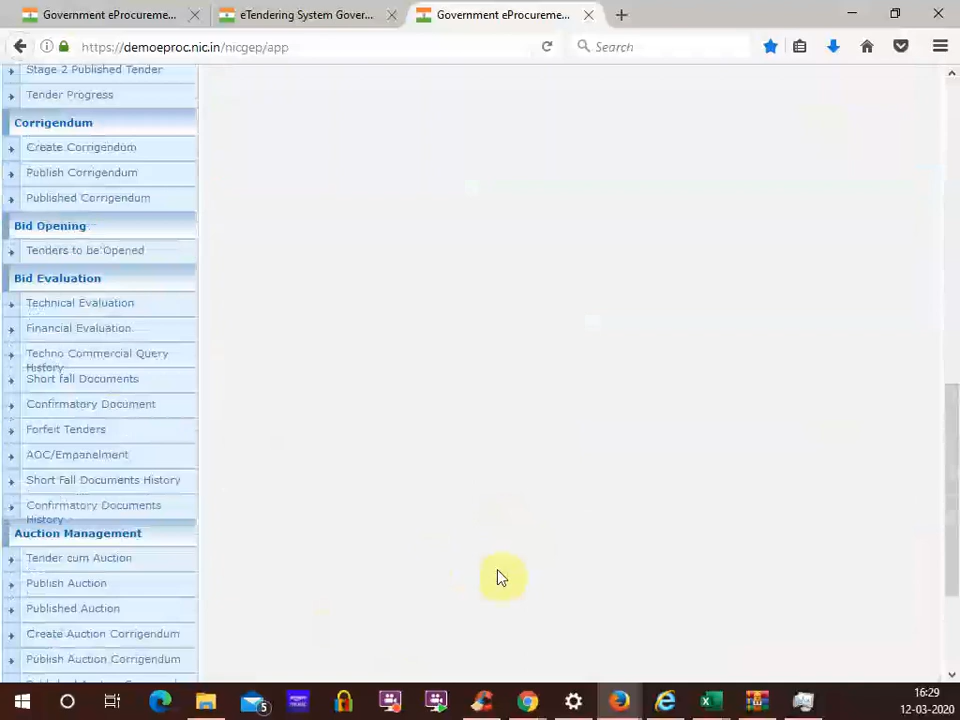 Government eProcureme...
eTendering System Gover...
Government eProcureme...
https://demoeproc.nic.in/nicgep/app
Search
Stage 2 Published Tender
Tender Progress
Corrigendum
Create Corrigendum
Publish Corrigendum
Published Corrigendum
Bid Opening
Tenders to be Opened
Bid Evaluation
Technical Evaluation
Financial Evaluation
Techno Commercial Query
History
Short fall Documents
Confirmatory Document
Forfeit Tenders
AOC/Empanelment
Short Fall Documents History
Confirmatory Documents
History
Auction Management
Tender cum Auction
Publish Auction
Published Auction
Create Auction Corrigendum
Publish Auction Corrigendum
5
16:29
12-03-2020